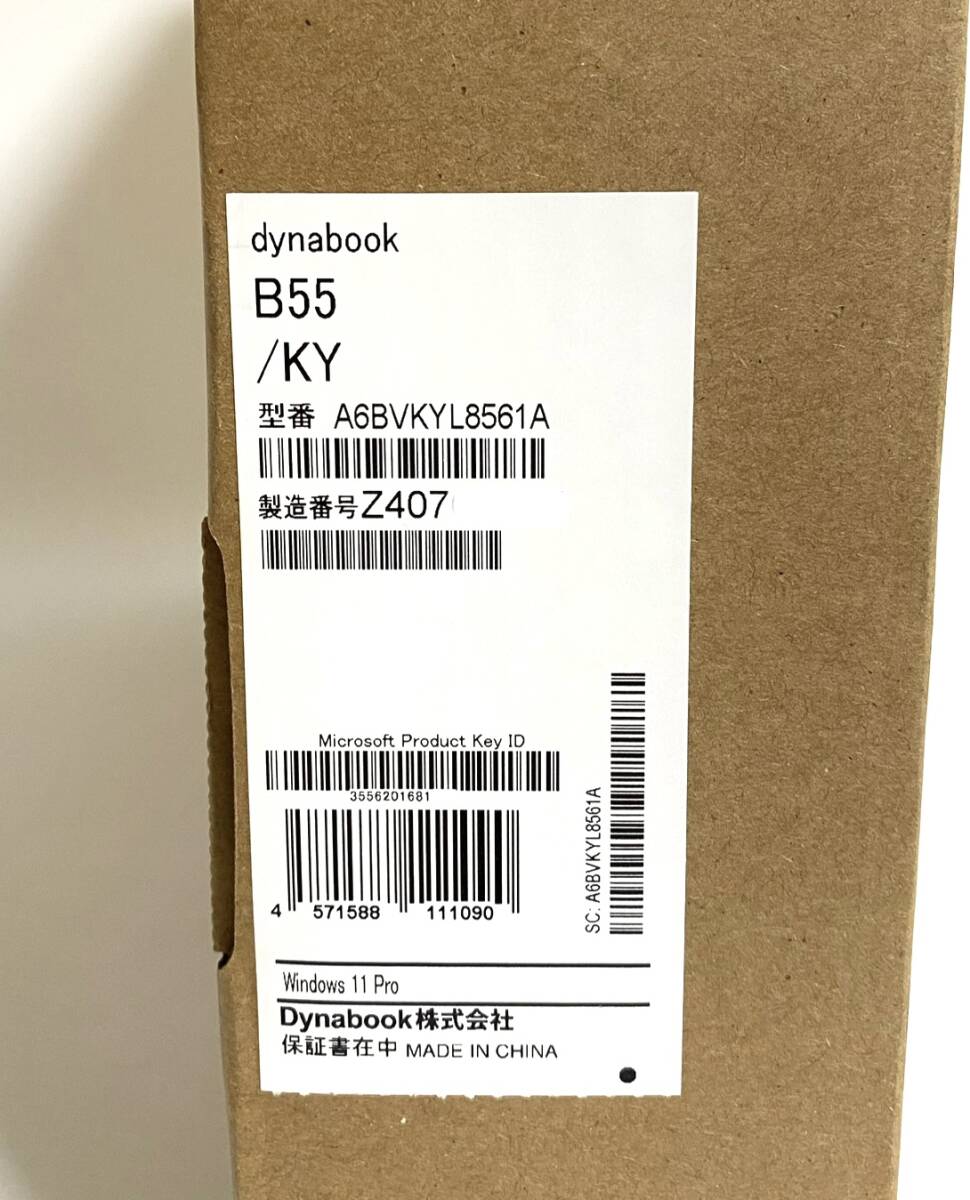 dynabook
B55
/KY
型番 A6BVKYL8561A
製造番号Z407
Microsoft Product Key ID
3556201681
4 571588 111090
SC: A6BVKYL8561A
Windows 11 Pro
Dynabook株式会社
保証書在中 MADE IN CHINA